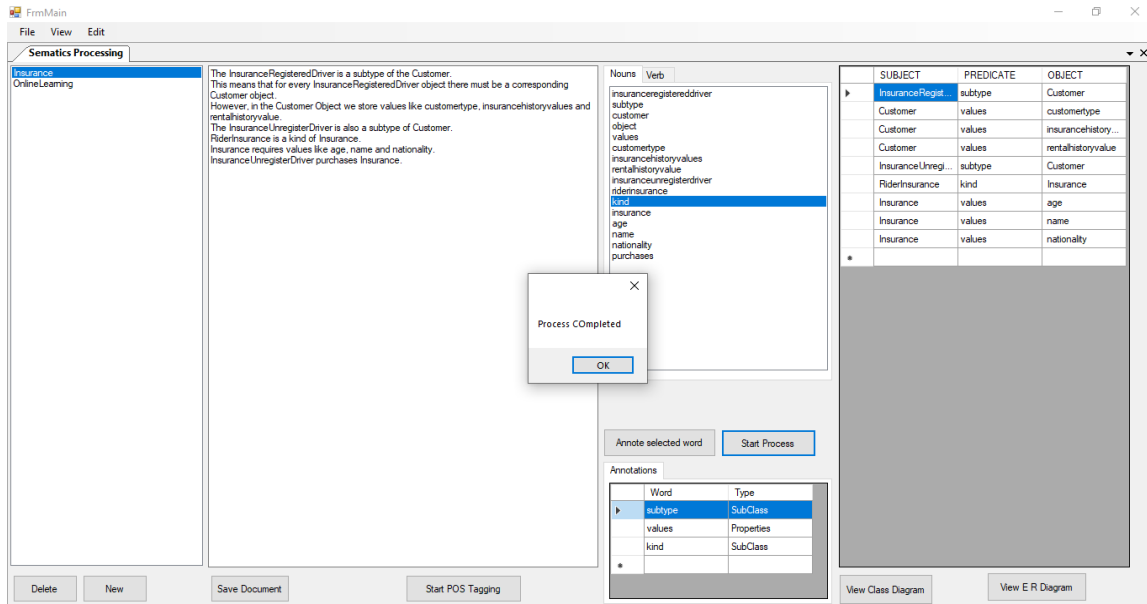 FrmMain
File View Edit
Sematics Processing
Insurance
OnlineLearning
The InsuranceRegisteredDriver is a subtype of the Customer.
This means that for every InsuranceRegisteredDriver object there must be a corresponding
Customer object.
However, in the Customer Object we store values like customertype, insurancehistoryvalues and
rentalhistoryvalue.
The InsuranceUnregisterDriver is also a subtype of Customer.
RiderInsurance is a kind of Insurance.
Insurance requires values like age, name and nationality.
InsuranceUnregisterDriver purchases Insurance.
Nouns Verb
insuranceregistereddriver
subtype
customer
object
values
customertype
insurancehistoryvalues
rentalhistoryvalue
insuranceunregisterdriver
riderinsurance
kind
insurance
age
name
nationality
purchases
Process COmpleted
OK
Annote selected word Start Process
Annotations
Word Type
subtype SubClass
values Properties
kind SubClass
SUBJECT PREDICATE OBJECT
InsuranceRegist... subtype Customer
Customer values customertype
Customer values insurancehistory...
Customer values rentalhistoryvalue
InsuranceUnregi... subtype Customer
RiderInsurance kind Insurance
Insurance values age
Insurance values name
Insurance values nationality
Delete New Save Document Start POS Tagging View Class Diagram View E R Diagram